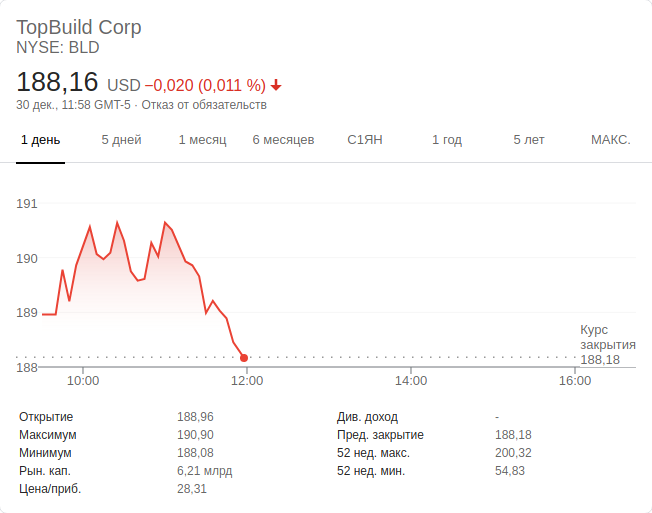 TopBuild Corp
NYSE: BLD
188,16 USD −0,020 (0,011 %)
30 дек., 11:58 GMT-5 · Отказ от обязательств
1 день 5 дней 1 месяц 6 месяцев С1ЯН 1 год 5 лет МАКС.
191
190
189
188
Курс
закрытия
188,18
10:00 12:00 14:00 16:00
Открытие 188,96 Див. доход -
Максимум 190,90 Пред. закрытие 188,18
Минимум 188,08 52 нед. макс. 200,32
Рын. кап. 6,21 млрд 52 нед. мин. 54,83
Цена/приб. 28,31